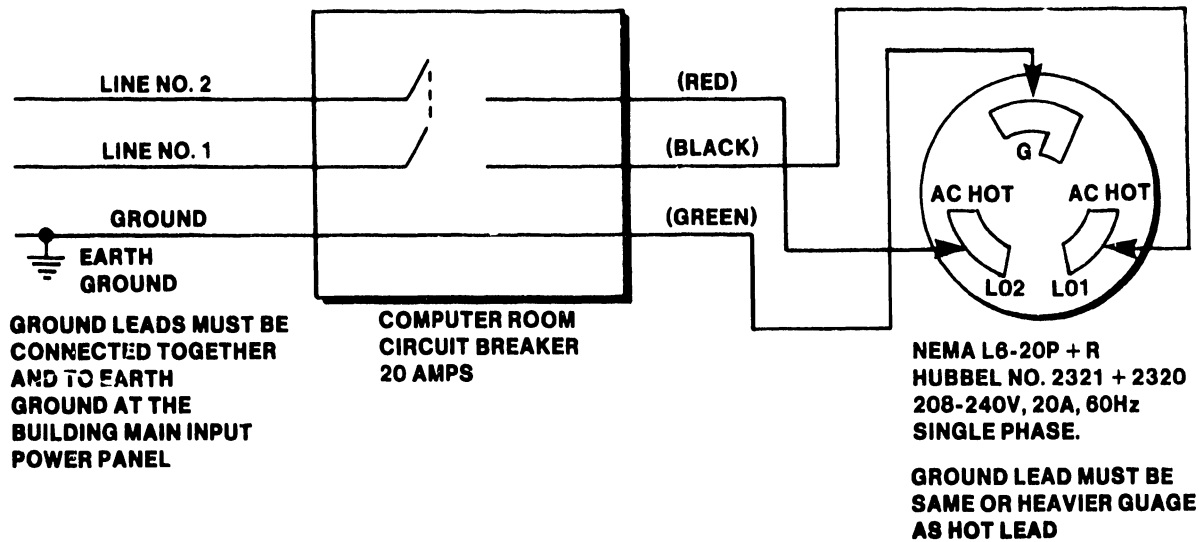 LINE NO. 2
LINE NO. 1
GROUND
EARTH
GROUND
GROUND LEADS MUST BE
CONNECTED TOGETHER
AND TO EARTH
GROUND AT THE
BUILDING MAIN INPUT
POWER PANEL
COMPUTER ROOM
CIRCUIT BREAKER
20 AMPS
(RED)
(BLACK)
(GREEN)
G
AC HOT
AC HOT
LO2
LO1
NEMA L6-20P + R
HUBBEL NO. 2321 + 2320
208-240V, 20A, 60Hz
SINGLE PHASE.
GROUND LEAD MUST BE
SAME OR HEAVIER GUAGE
AS HOT LEAD